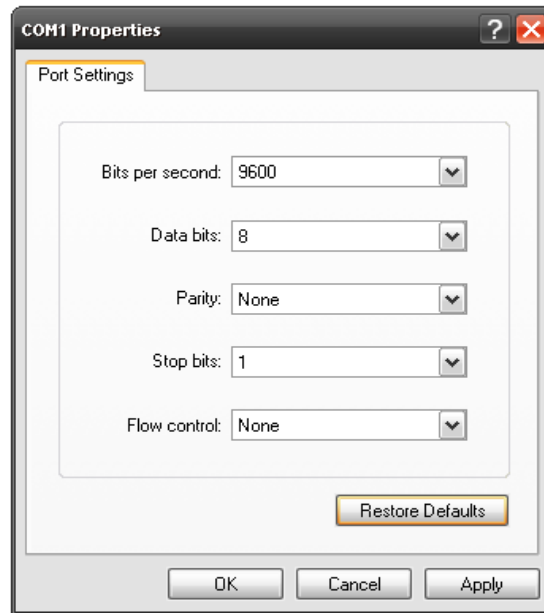 COM1 Properties
Port Settings
Bits per second: 9600
Data bits: 8
Parity: None
Stop bits: 1
Flow control: None
Restore Defaults
OK Cancel Apply